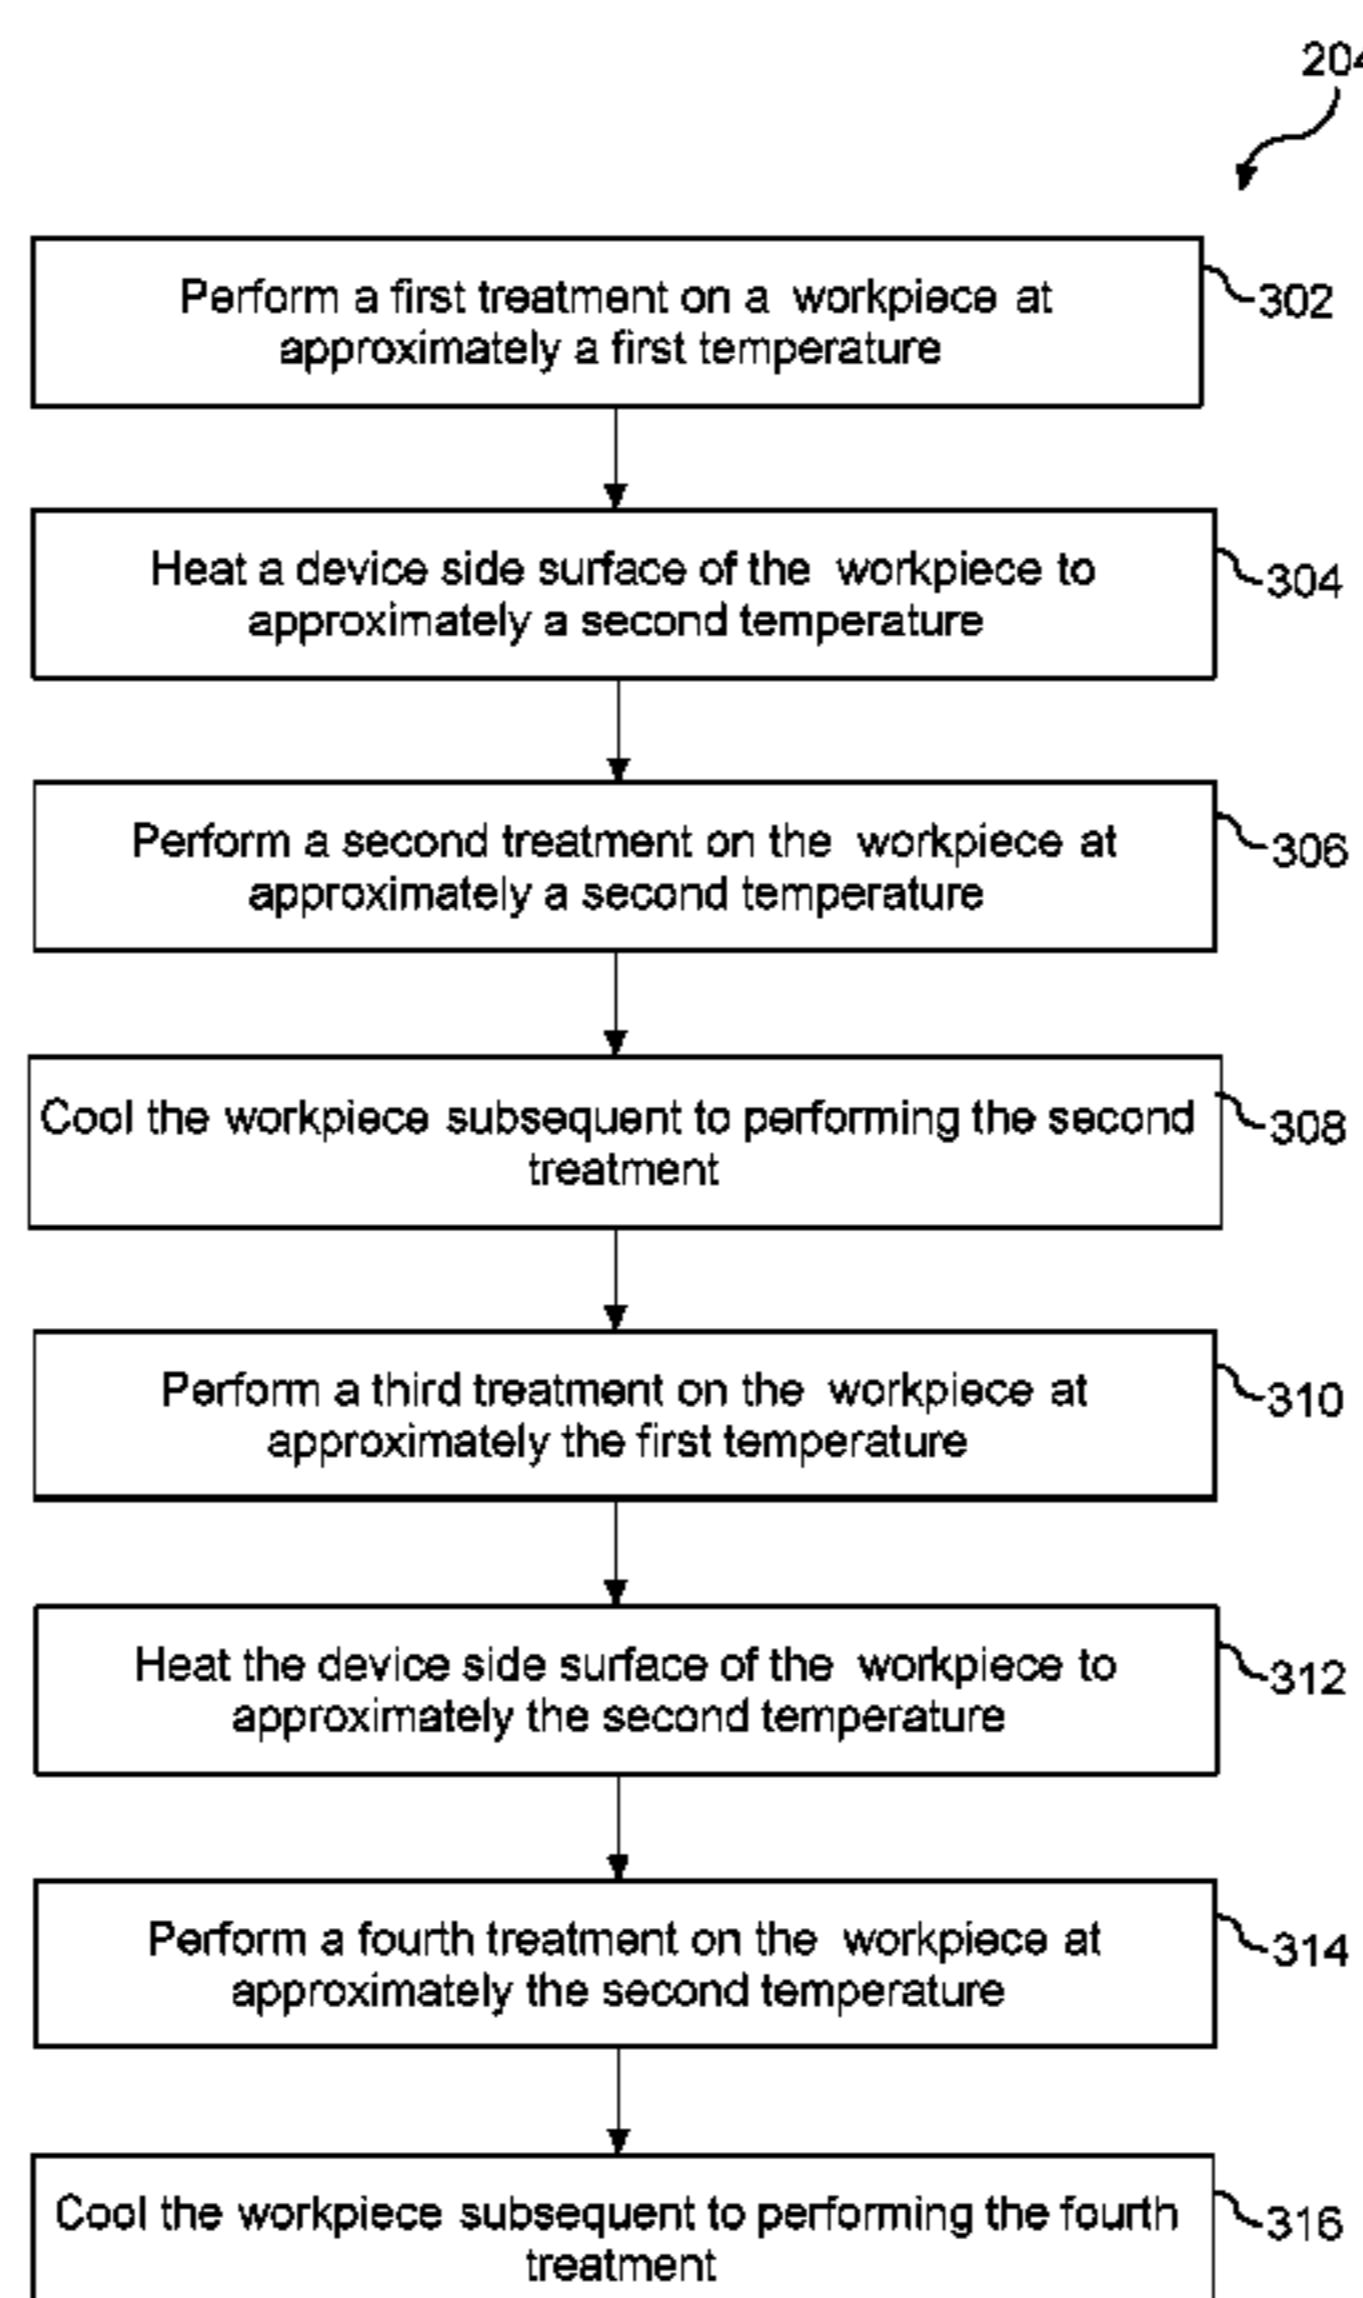 204
Perform a first treatment on a workpiece at
approximately a first temperature
302
Heat a device side surface of the workpiece to
approximately a second temperature
304
Perform a second treatment on the workpiece at
approximately a second temperature
306
Cool the workpiece subsequent to performing the second
treatment
308
Perform a third treatment on the workpiece at
approximately the first temperature
310
Heat the device side surface of the workpiece to
approximately the second temperature
312
Perform a fourth treatment on the workpiece at
approximately the second temperature
314
Cool the workpiece subsequent to performing the fourth
treatment
316